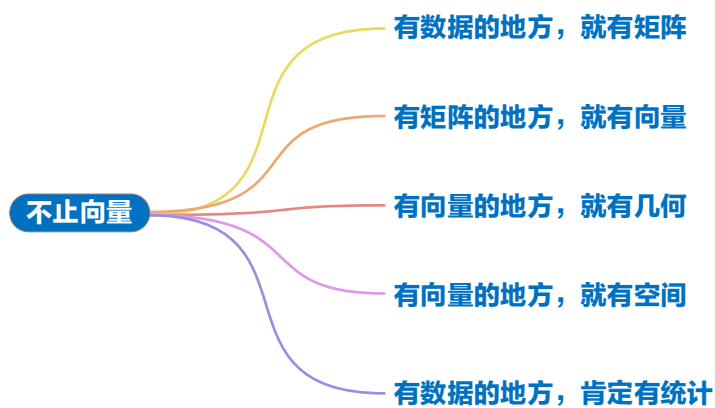 有数据的地方，就有矩阵
有矩阵的地方，就有向量
不止向量
有向量的地方，就有几何
有向量的地方，就有空间
有数据的地方，肯定有统计